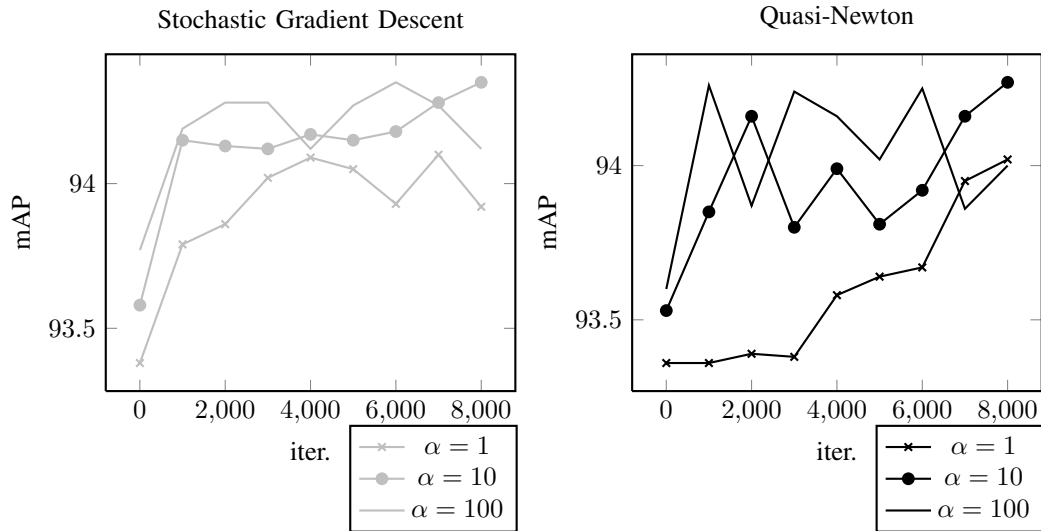 Stochastic Gradient Descent
mAP
94
93.5
0 2,000 4,000 6,000 8,000
iter.
α = 1
α = 10
α = 100
Quasi-Newton
mAP
94
93.5
0 2,000 4,000 6,000 8,000
iter.
α = 1
α = 10
α = 100